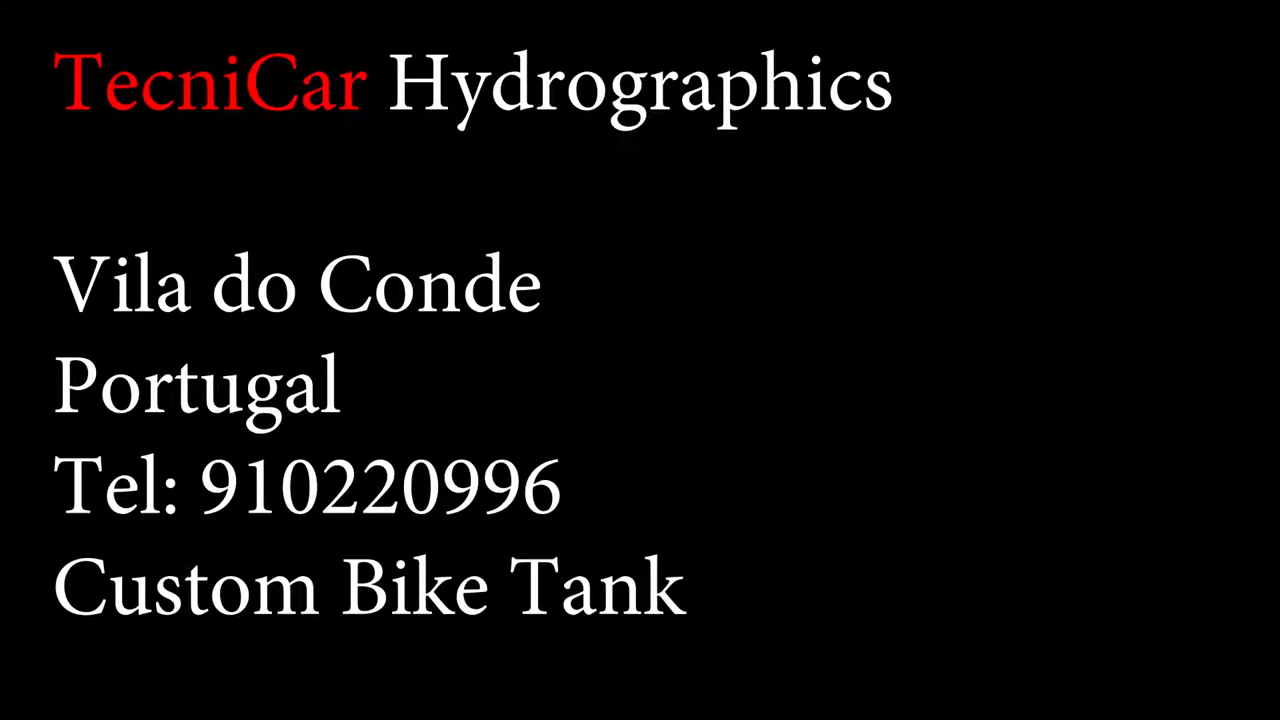 TecniCar Hydrographics
Vila do Conde
Portugal
Tel: 910220996
Custom Bike Tank